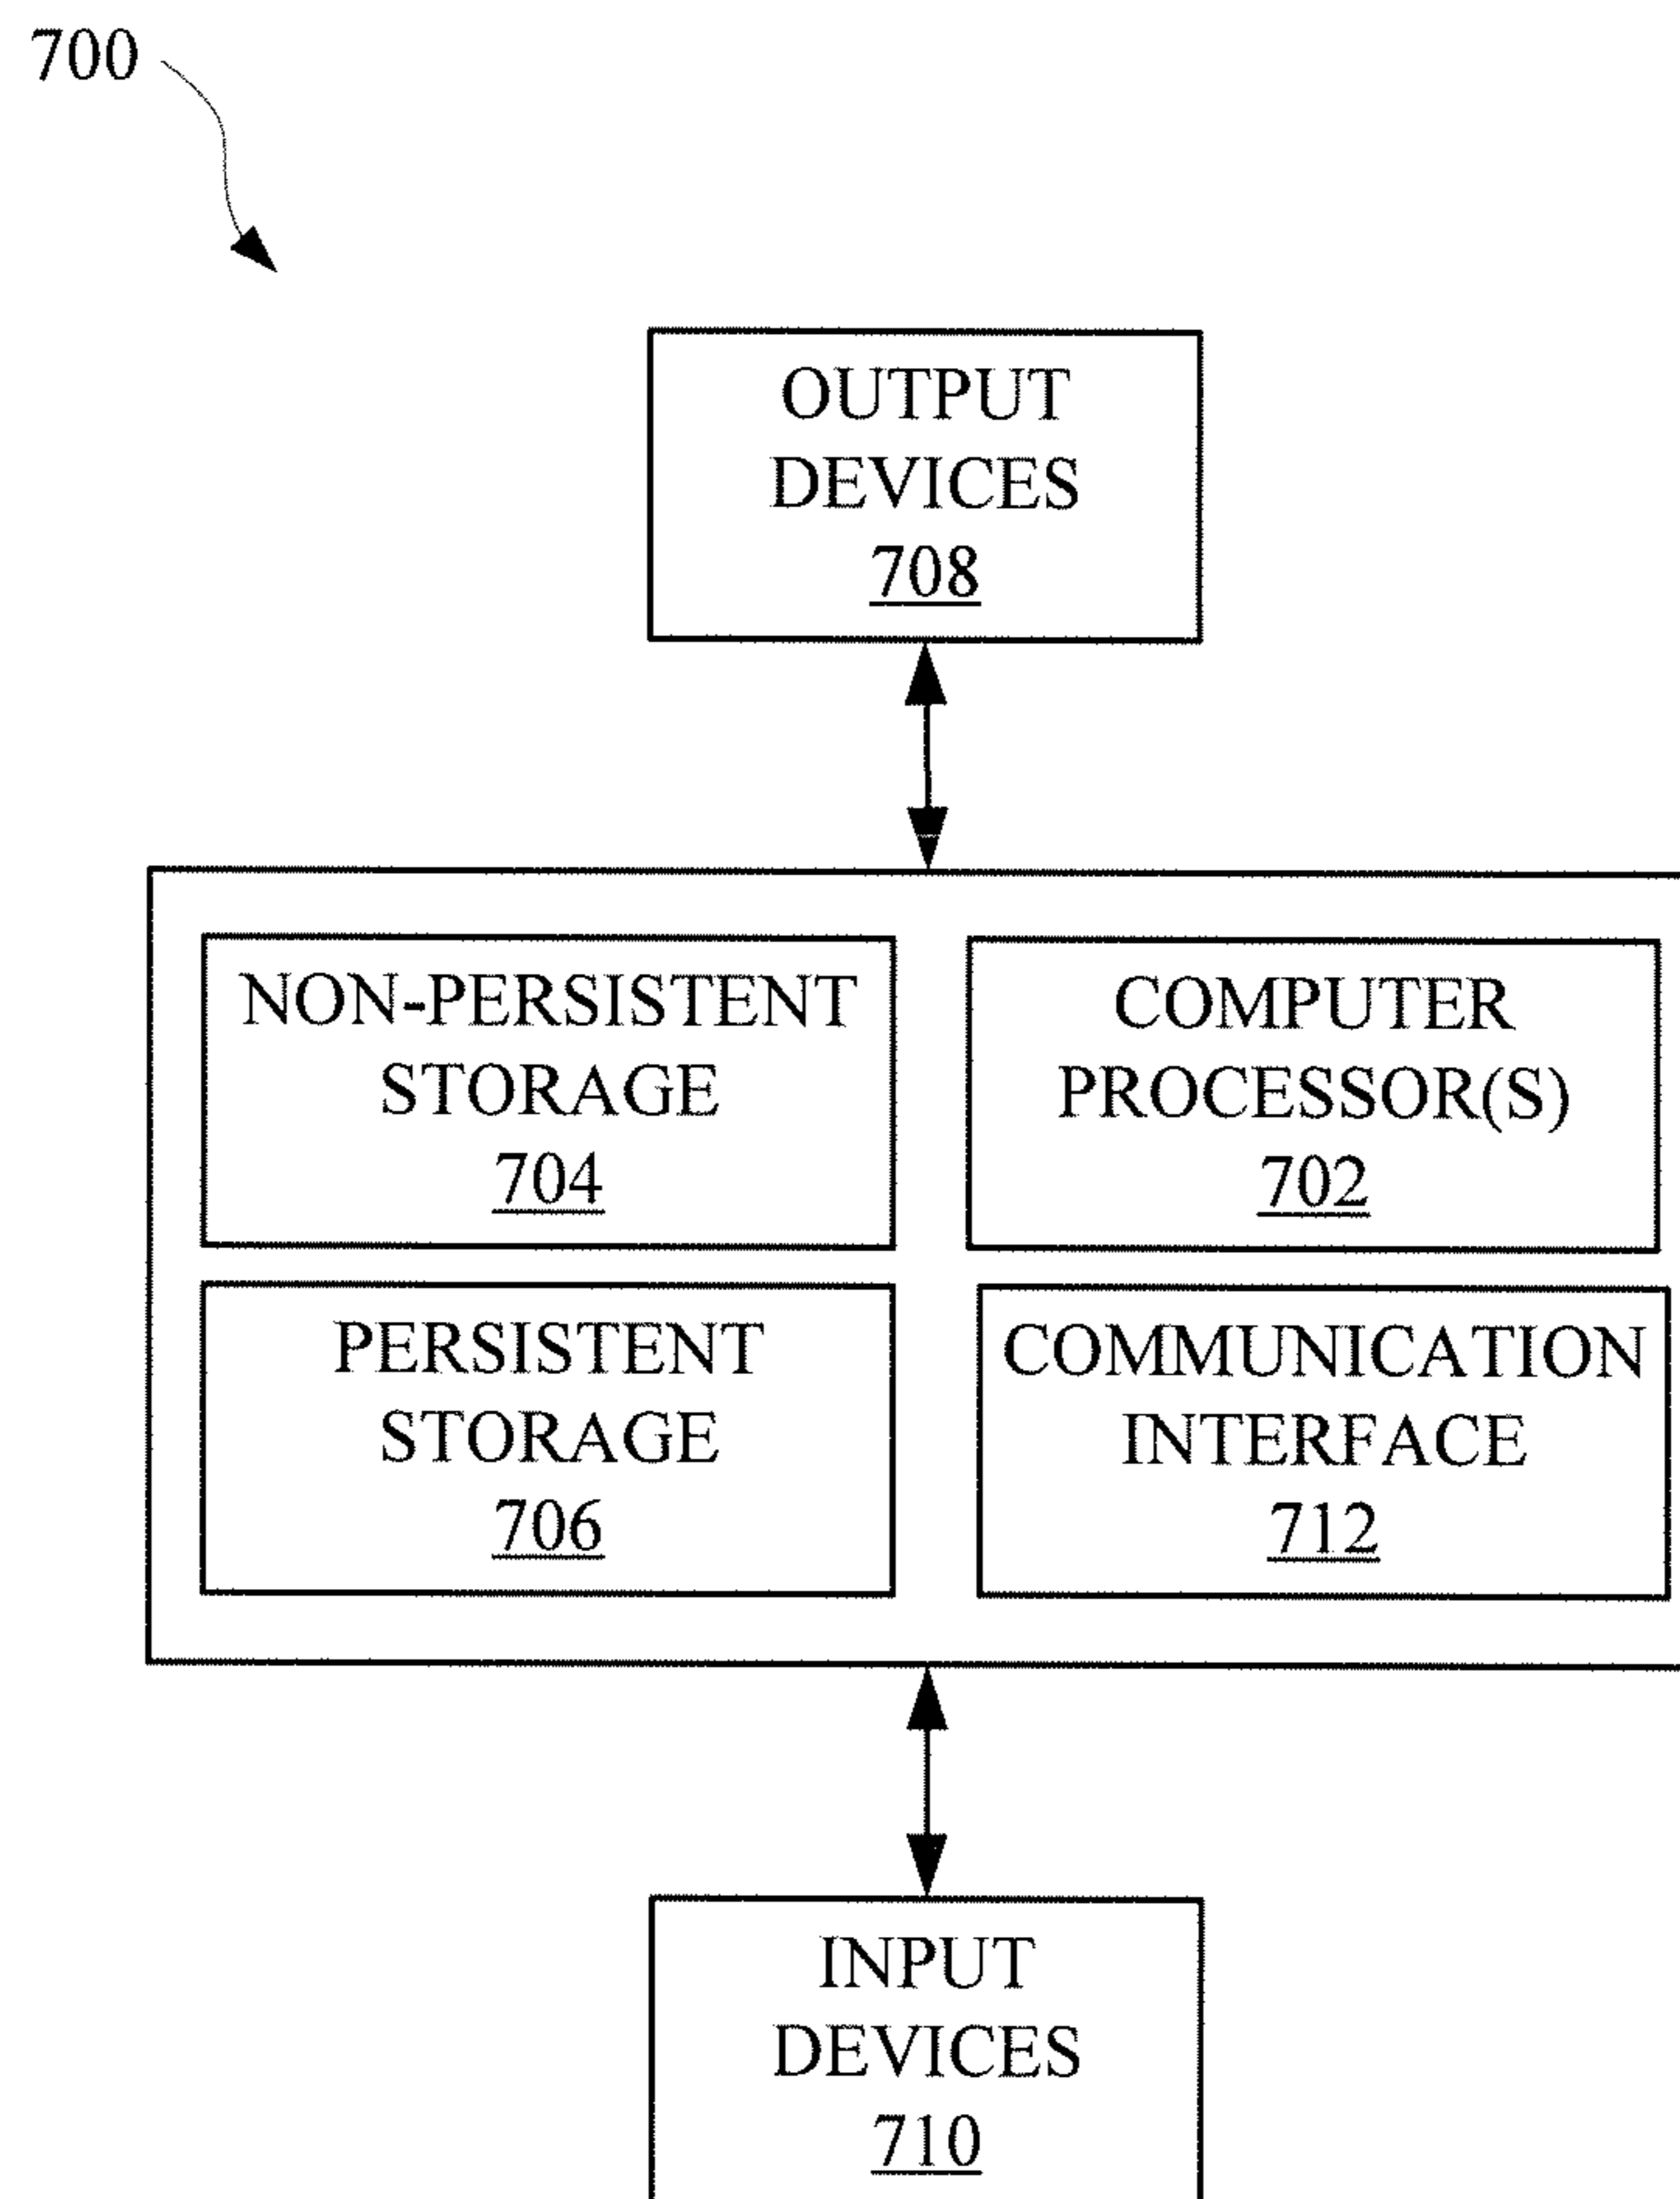 700
OUTPUT
DEVICES
708
NON-PERSISTENT
STORAGE
704
COMPUTER
PROCESSOR(S)
702
PERSISTENT
STORAGE
706
COMMUNICATION
INTERFACE
712
INPUT
DEVICES
710